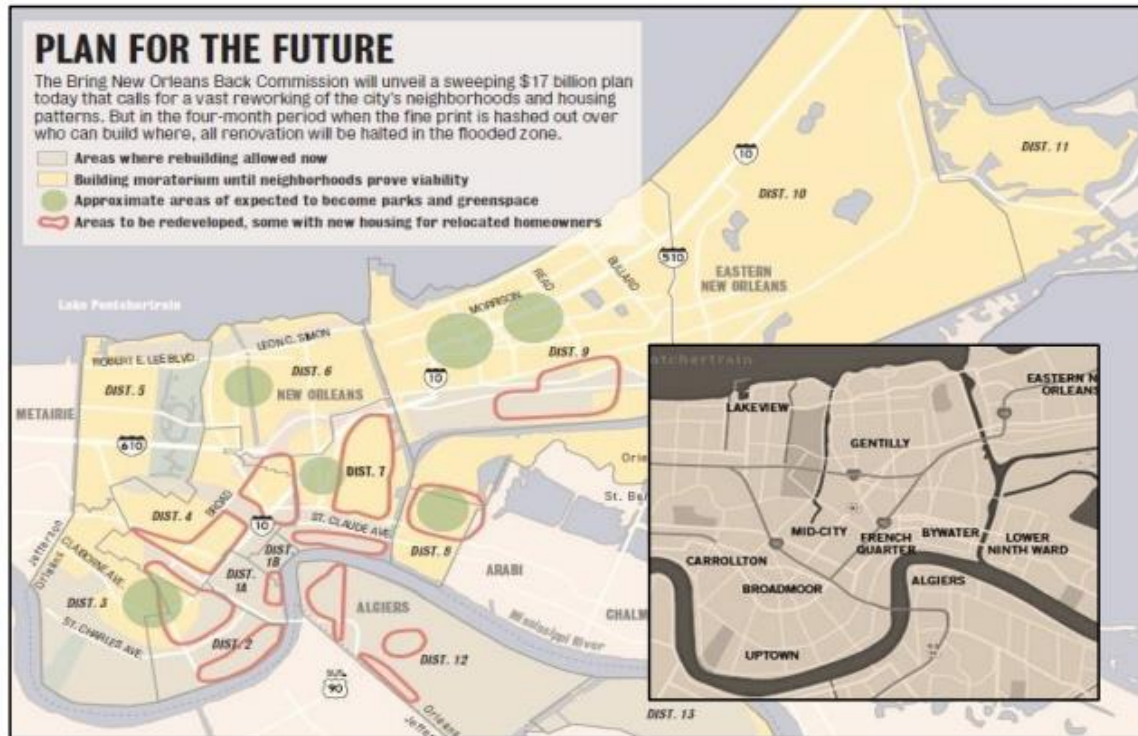 PLAN FOR THE FUTURE
The Bring New Orleans Back Commission will unveil a sweeping $17 billion plan
today that calls for a vast reworking of the city's neighborhoods and housing
patterns. But in the four-month period when the fine print is hashed out over
who can build where, all renovation will be halted in the flooded zone.
Areas where rebuilding allowed now
Building moratorium until neighborhoods prove viability
Approximate areas of expected to become parks and greenspace
Areas to be redeveloped, some with new housing for relocated homeowners
10
DIST. 11
DIST. 10
510
EASTERN
NEW ORLEANS
BULLARD
READ
MORRISON
Lake Pontchartrain
LEON C. SIMON
ROBERT E. LEE BLVD.
DIST. 5
DIST. 6
DIST. 9
10
NEW ORLEANS
METAIRIE
610
DIST. 7
BROAD
DIST. 4
10
ST. CLAUDE AVE.
DIST. 8
Jefferson
Orleans
CLAIBORNE AVE.
DIST. 1B
DIST. 1A
ARABI
DIST. 3
ST. CHARLES AVE.
DIST. 2
ALGIERS
Mississippi River
DIST. 12
90
Orleans
DIST. 13
LAKEVIEW
GENTILLY
MID-CITY
FRENCH
QUARTER
BYWATER
LOWER
NINTH WARD
CARROLLTON
BROADMOOR
ALGIERS
UPTOWN